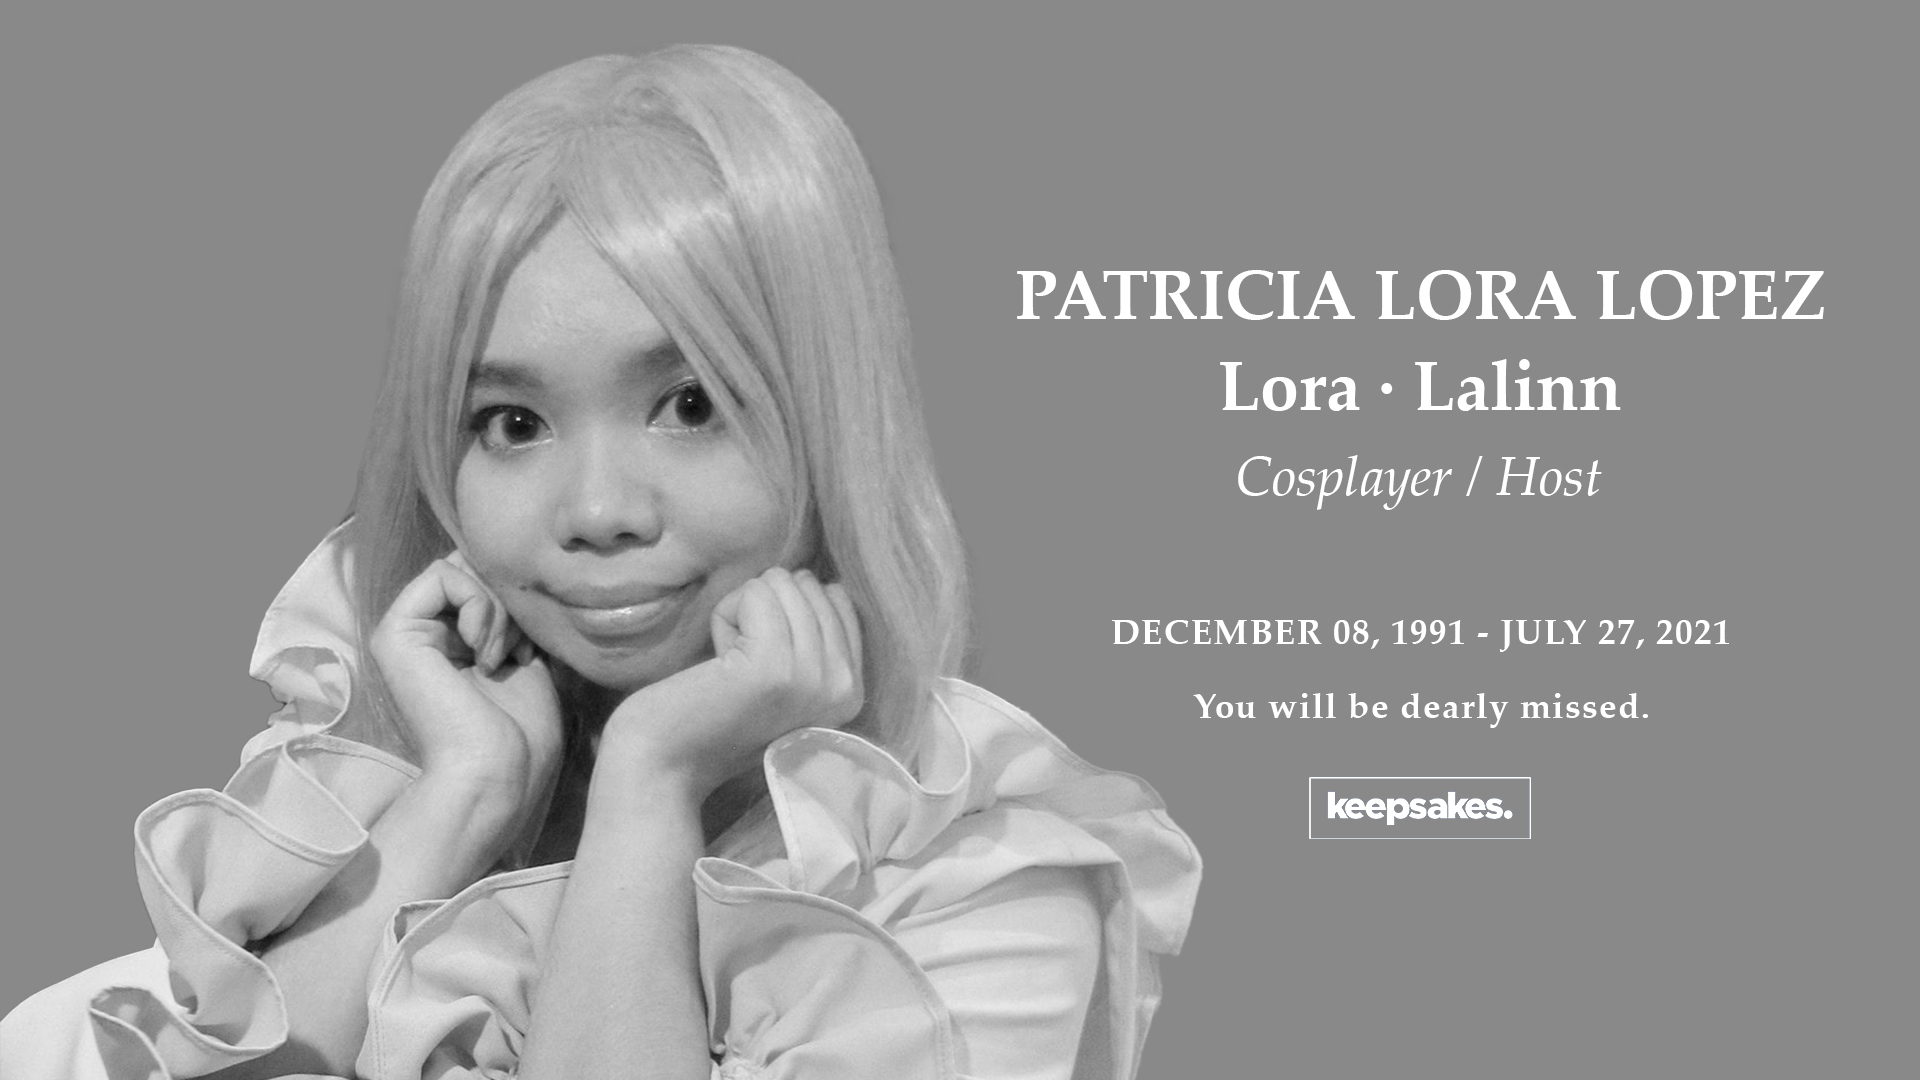 PATRICIA LORA LOPEZ
Lora · Lalinn
Cosplayer / Host
DECEMBER 08, 1991 - JULY 27, 2021
You will be dearly missed.
keepsakes.